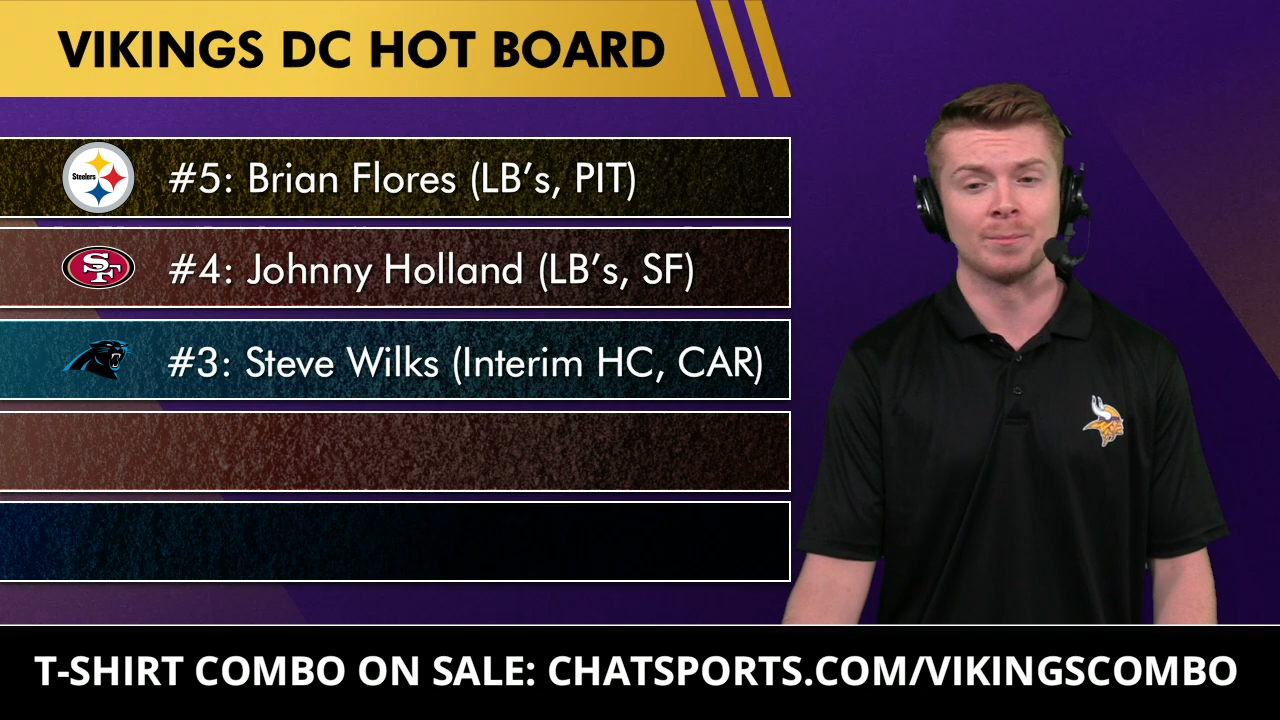 VIKINGS DC HOT BOARD
Steelers
#5: Brian Flores (LB's, PIT)
SF
#4: Johnny Holland (LB's, SF)
#3: Steve Wilks (Interim HC, CAR)
T-SHIRT COMBO ON SALE: CHATSPORTS.COM/VIKINGSCOMBO